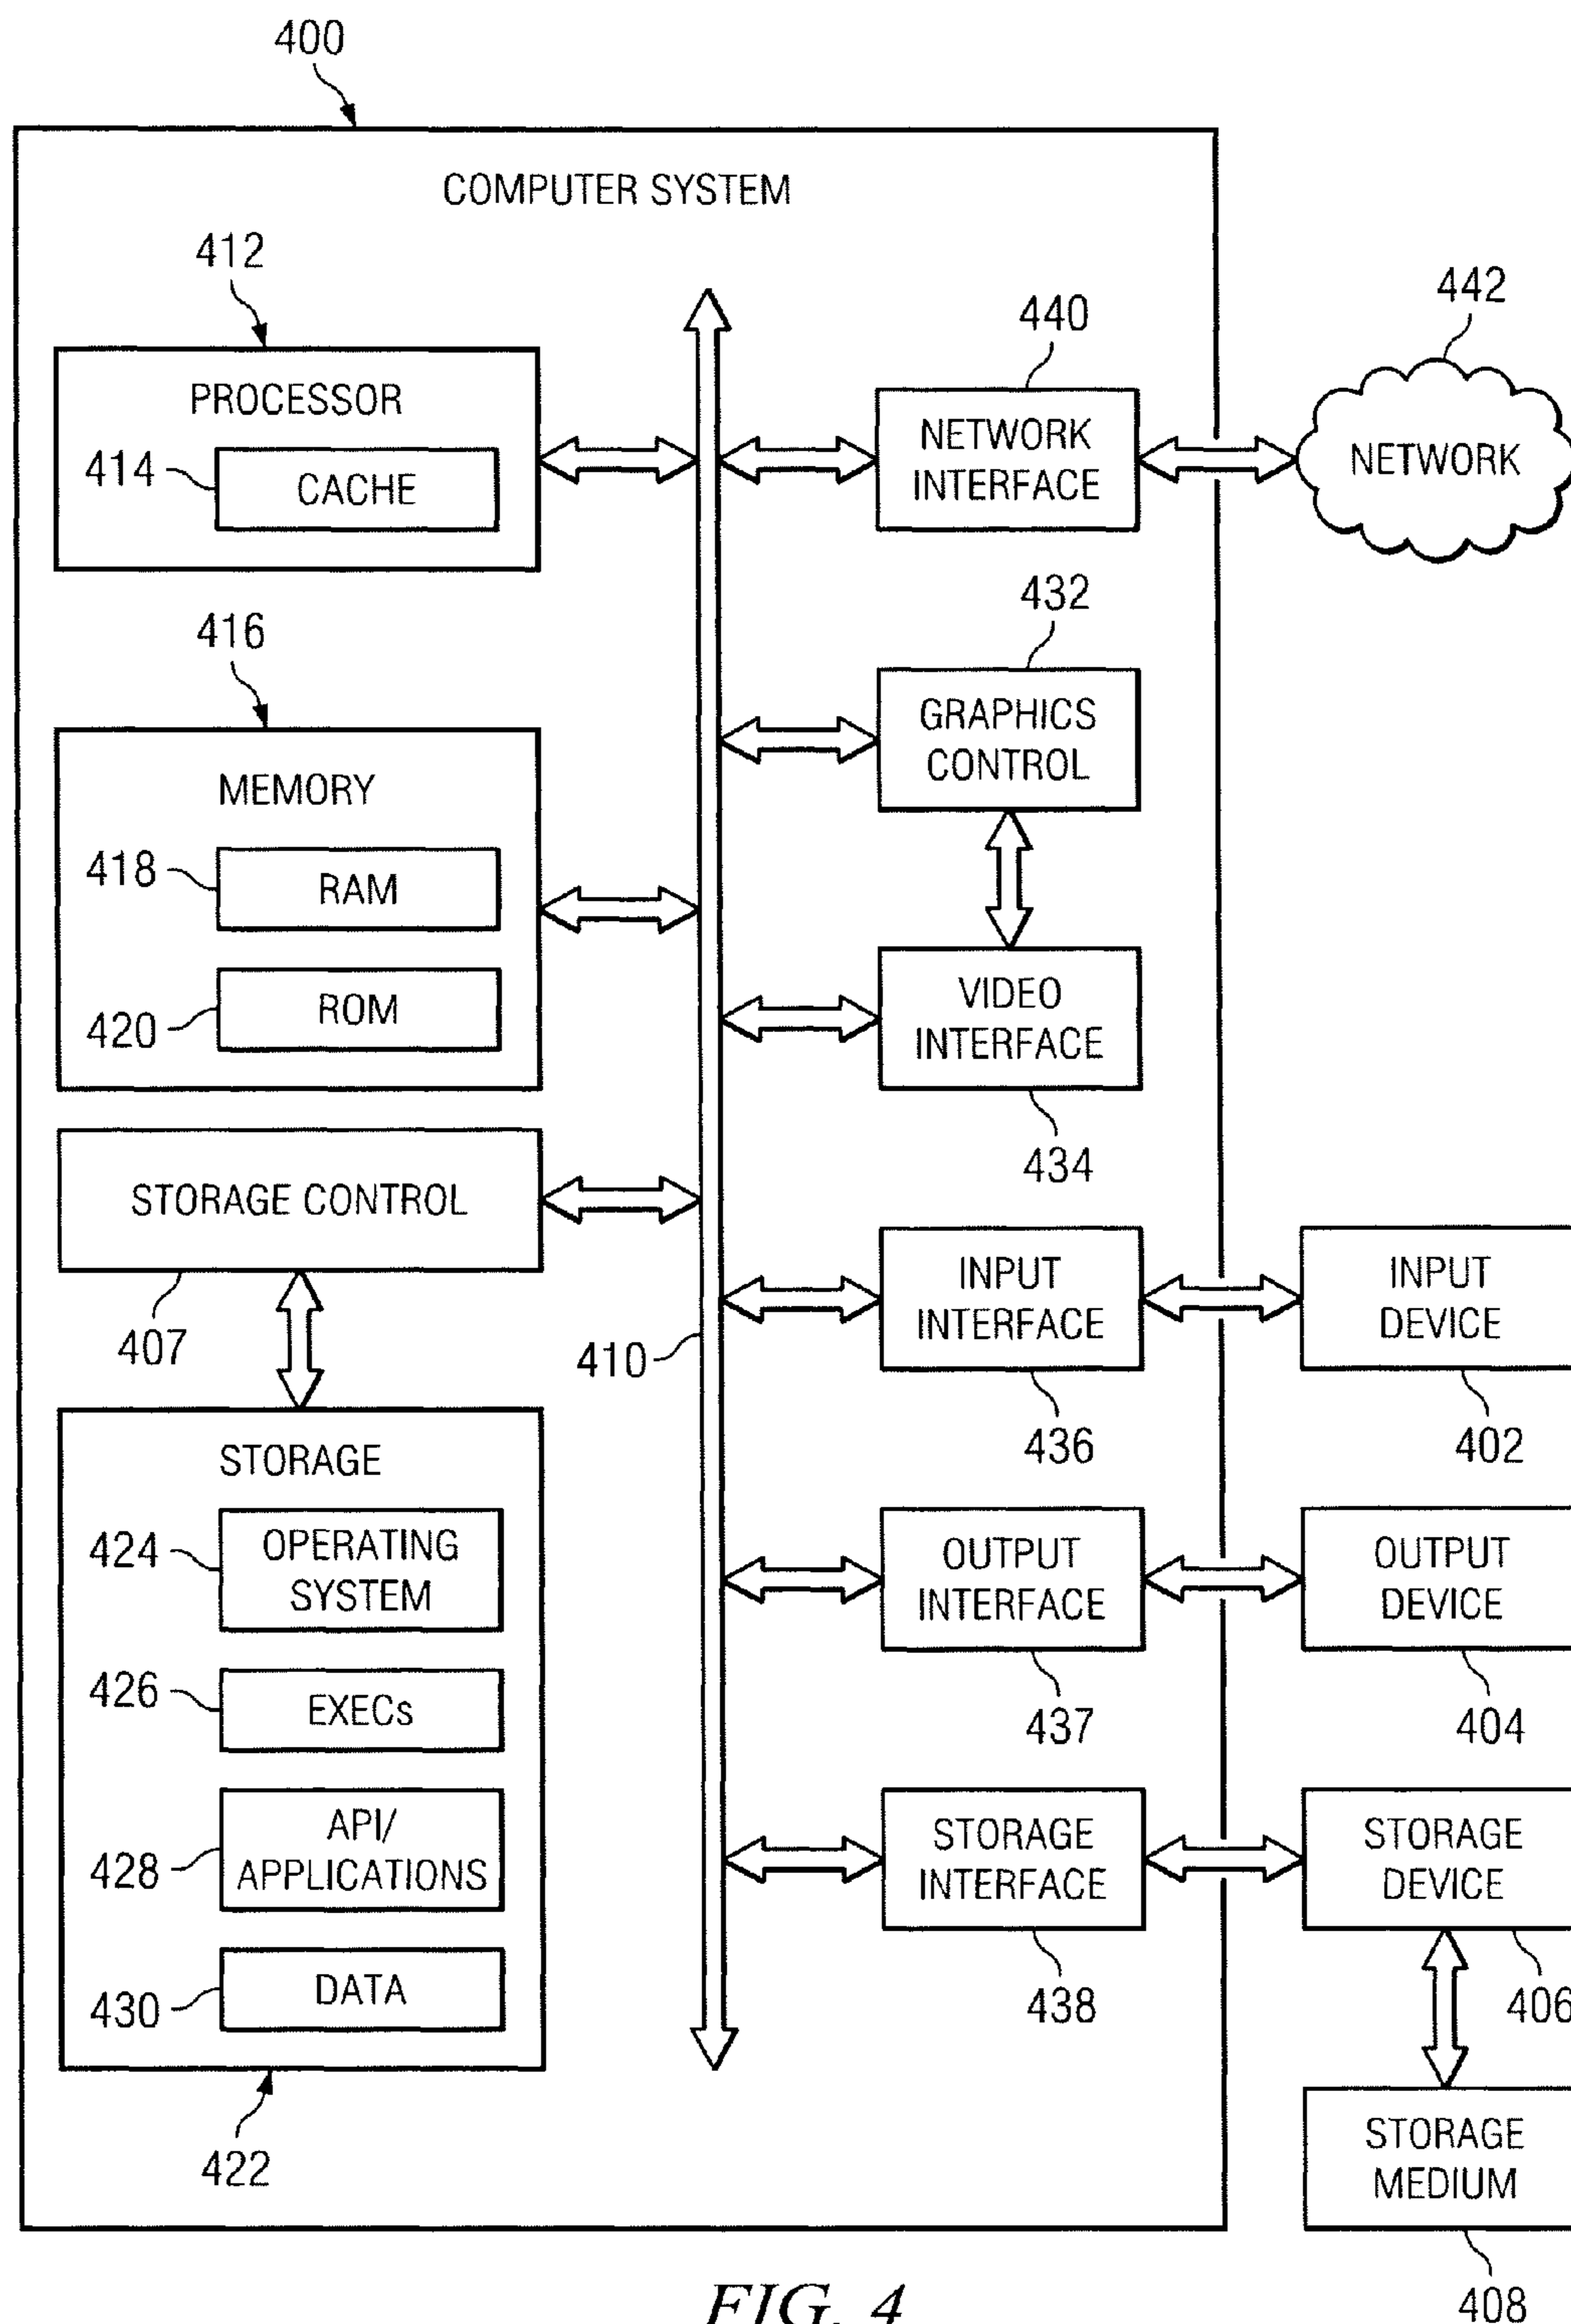 400
COMPUTER SYSTEM
412
PROCESSOR
414
CACHE
440
NETWORK
INTERFACE
442
NETWORK
416
MEMORY
418
RAM
420
ROM
432
GRAPHICS
CONTROL
VIDEO
INTERFACE
434
STORAGE CONTROL
407
410
INPUT
INTERFACE
436
INPUT
DEVICE
402
STORAGE
424
OPERATING
SYSTEM
426
EXECs
428
API/
APPLICATIONS
430
DATA
422
OUTPUT
INTERFACE
437
OUTPUT
DEVICE
404
STORAGE
INTERFACE
438
STORAGE
DEVICE
406
STORAGE
MEDIUM
408
FIG. 4